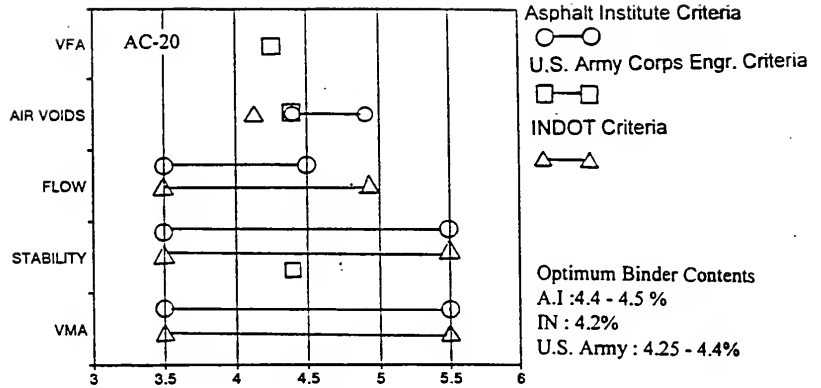 AC-20
VFA
AIR VOIDS
FLOW
STABILITY
VMA
3 3.5 4 4.5 5 5.5 6
Asphalt Institute Criteria
U.S. Army Corps Engr. Criteria
INDOT Criteria
Optimum Binder Contents
A.I :4.4 - 4.5 %
IN : 4.2%
U.S. Army : 4.25 - 4.4%